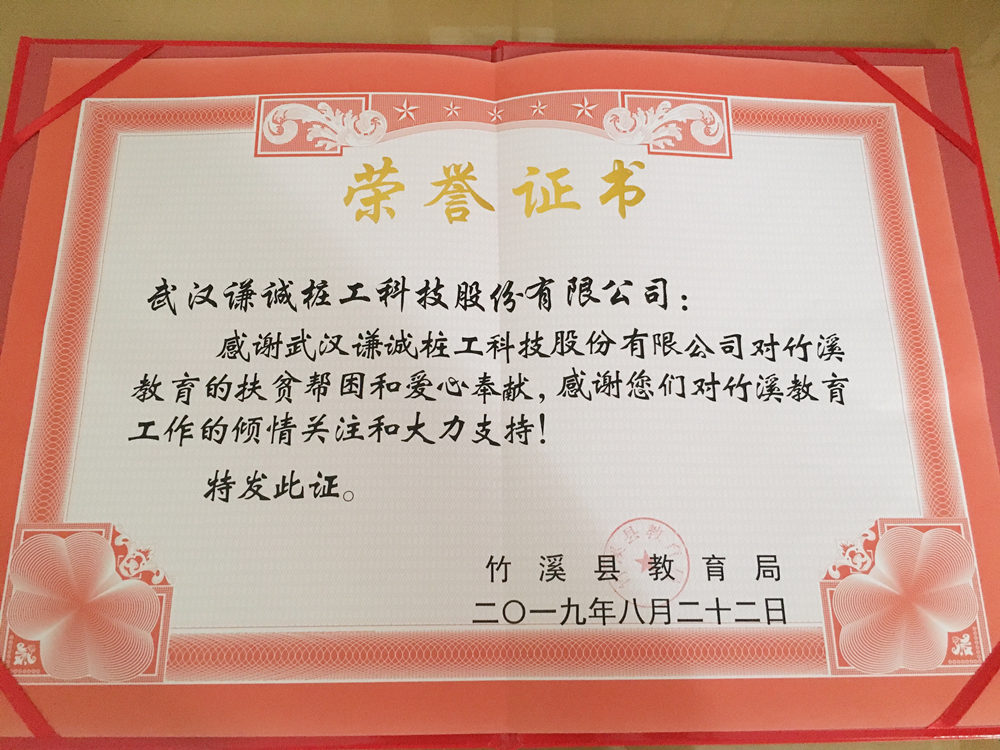 荣誉证书
武汉谦诚桩工科技股份有限公司：
感谢武汉谦诚桩工科技股份有限公司对竹溪
教育的扶贫帮困和爱心奉献，感谢您们对竹溪教育
工作的倾情关注和大力支持！
特发此证。
竹溪县教育局
二〇一九年八月二十二日